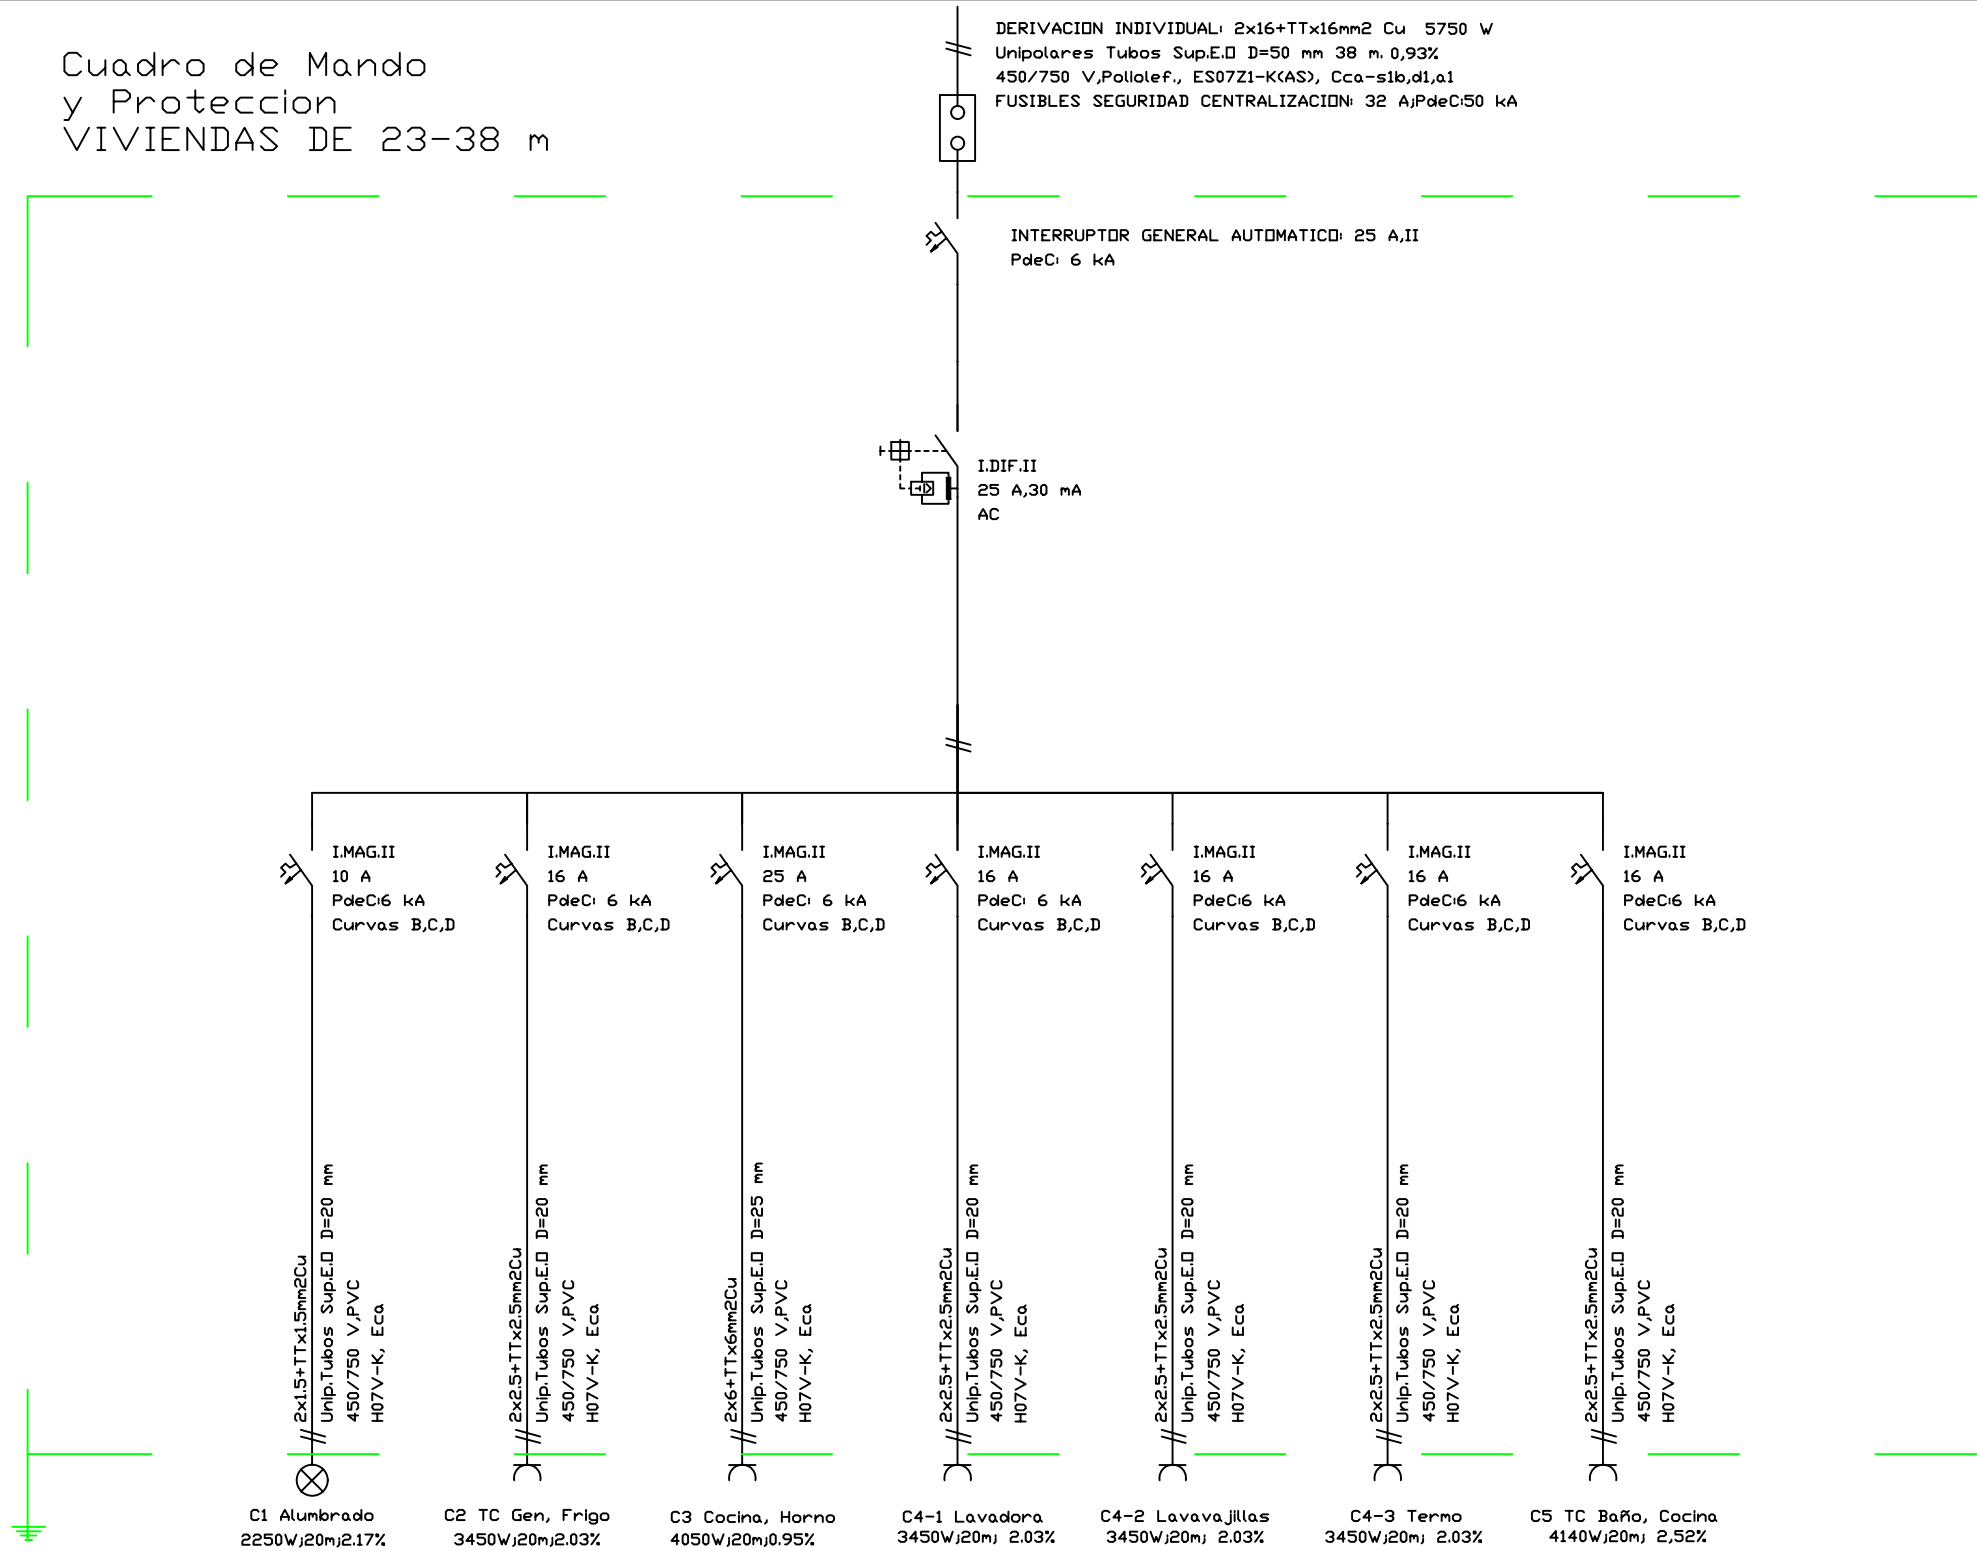 Cuadro de Mando
y Proteccion
VIVIENDAS DE 23-38 m
DERIVACION INDIVIDUAL: 2x16+TTx16mm2 Cu 5750 W
Unipolares Tubos Sup.E.O D=50 mm 38 m. 0,93%
450/750 V,Poliolef., ES07Z1-K(AS), Cca-s1b,d1,a1
FUSIBLES SEGURIDAD CENTRALIZACION: 32 A;PdeC:50 kA
INTERRUPTOR GENERAL AUTOMATICO: 25 A,II
PdeC: 6 kA
I.DIF.II
25 A,30 mA
AC
I.MAG.II
10 A
PdeC:6 kA
Curvas B,C,D
I.MAG.II
16 A
PdeC: 6 kA
Curvas B,C,D
I.MAG.II
25 A
PdeC: 6 kA
Curvas B,C,D
I.MAG.II
16 A
PdeC: 6 kA
Curvas B,C,D
I.MAG.II
16 A
PdeC:6 kA
Curvas B,C,D
I.MAG.II
16 A
PdeC:6 kA
Curvas B,C,D
I.MAG.II
16 A
PdeC:6 kA
Curvas B,C,D
2x1.5+TTx1.5mm2Cu
Unip.Tubos Sup.E.O D=20 mm
450/750 V,PVC
H07V-K, Eca
2x2.5+TTx2.5mm2Cu
Unip.Tubos Sup.E.O D=20 mm
450/750 V,PVC
H07V-K, Eca
2x6+TTx6mm2Cu
Unip.Tubos Sup.E.O D=25 mm
450/750 V,PVC
H07V-K, Eca
2x2.5+TTx2.5mm2Cu
Unip.Tubos Sup.E.O D=20 mm
450/750 V,PVC
H07V-K, Eca
2x2.5+TTx2.5mm2Cu
Unip.Tubos Sup.E.O D=20 mm
450/750 V,PVC
H07V-K, Eca
2x2.5+TTx2.5mm2Cu
Unip.Tubos Sup.E.O D=20 mm
450/750 V,PVC
H07V-K, Eca
2x2.5+TTx2.5mm2Cu
Unip.Tubos Sup.E.O D=20 mm
450/750 V,PVC
H07V-K, Eca
C1 Alumbrado
2250W;20m;2.17%
C2 TC Gen, Frigo
3450W;20m;2.03%
C3 Cocina, Horno
4050W;20m;0.95%
C4-1 Lavadora
3450W;20m; 2.03%
C4-2 Lavavajillas
3450W;20m; 2.03%
C4-3 Termo
3450W;20m; 2.03%
C5 TC Baño, Cocina
4140W;20m; 2,52%